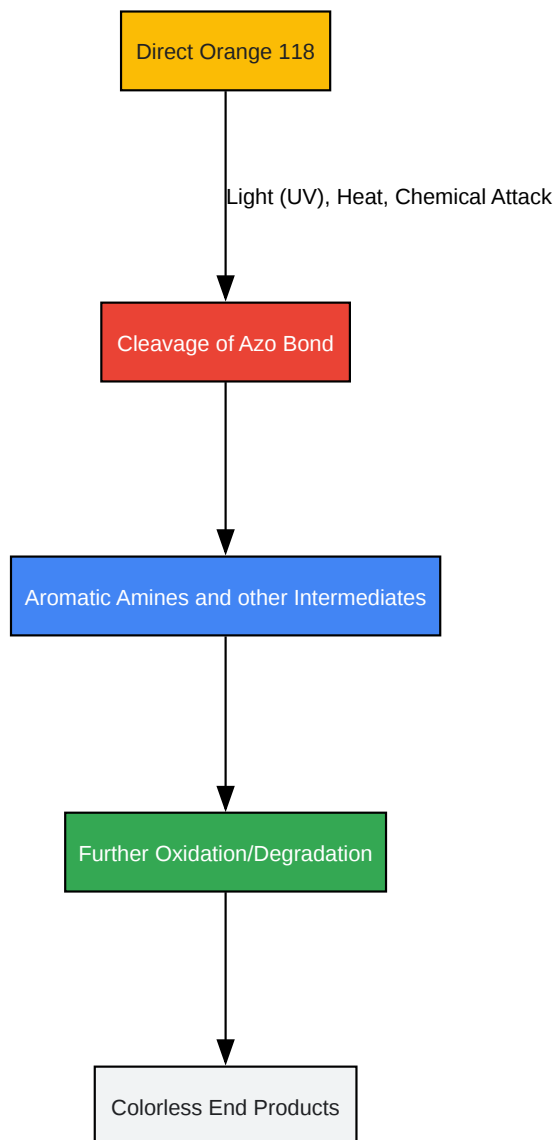 Direct Orange 118
Light (UV), Heat, Chemical Attack
Cleavage of Azo Bond
Aromatic Amines and other Intermediates
Further Oxidation/Degradation
Colorless End Products